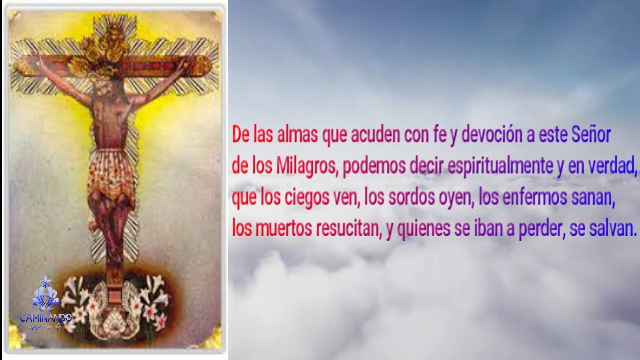 De las almas que acuden con fe y devoción a este Señor
de los Milagros, podemos decir espiritualmente y en verdad,
que los ciegos ven, los sordos oyen, los enfermos sanan,
los muertos resucitan, y quienes se iban a perder, se salvan.
CAMINANDO